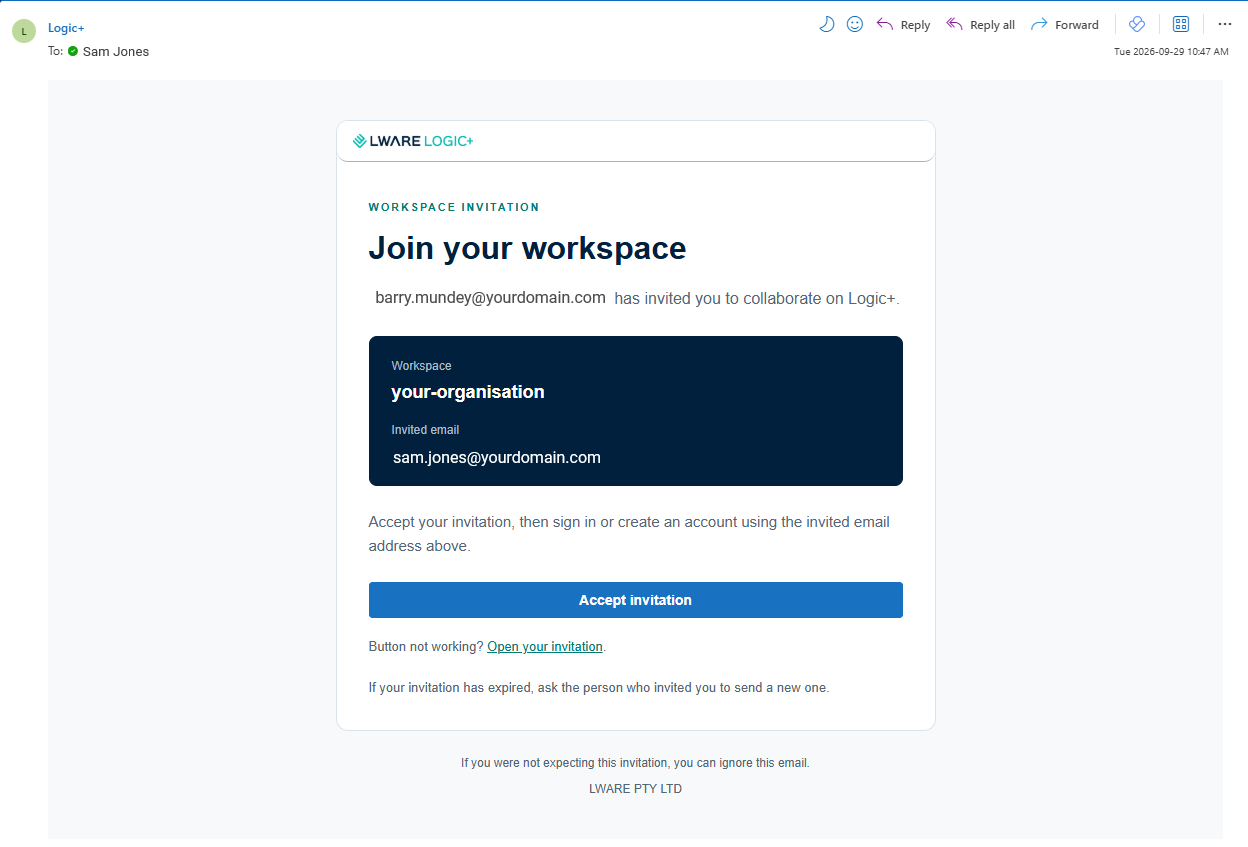 L
Logic+
Reply
Reply all
Forward
To: Sam Jones
Tue 2026-09-29 10:47 AM
LWARE LOGIC+
WORKSPACE INVITATION
Join your workspace
barry.mundey@yourdomain.com has invited you to collaborate on Logic+.
Workspace
your-organisation
Invited email
sam.jones@yourdomain.com
Accept your invitation, then sign in or create an account using the invited email
address above.
Accept invitation
Button not working? Open your invitation.
If your invitation has expired, ask the person who invited you to send a new one.
If you were not expecting this invitation, you can ignore this email.
LWARE PTY LTD